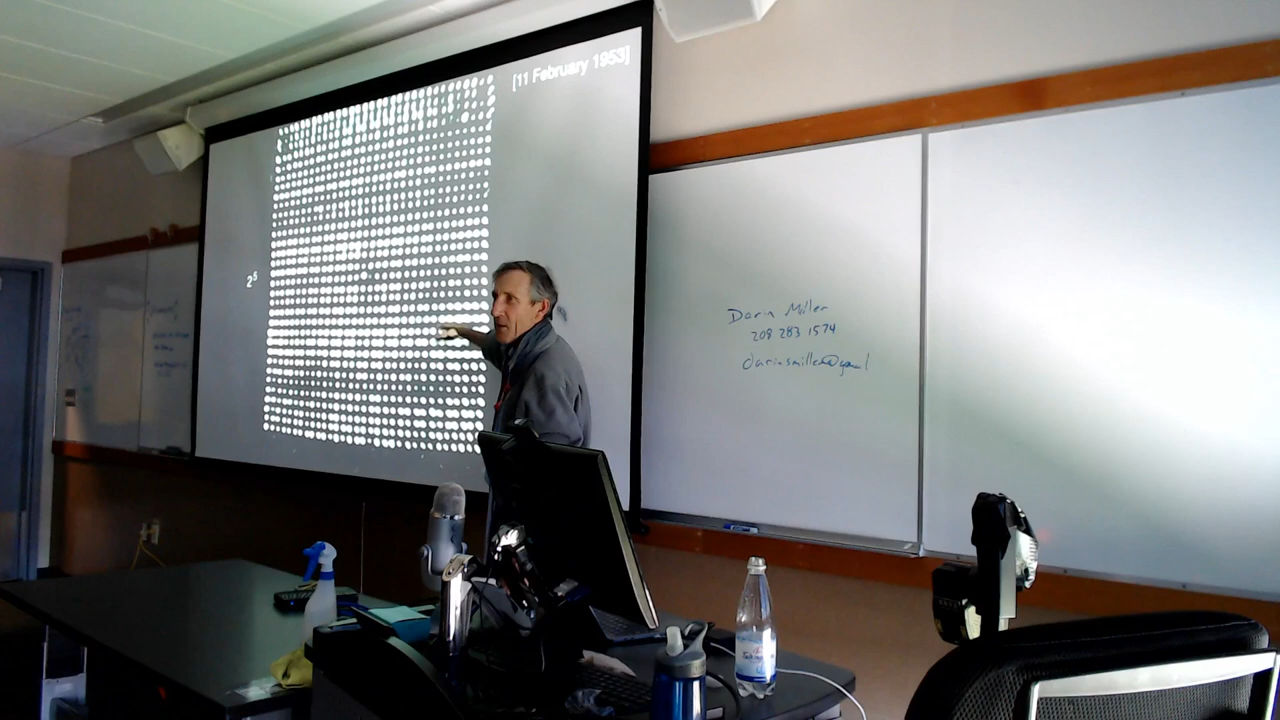 [11 February 1953]
2⁵
Darin Miller
208 283 1574
darinsmiller@gmail